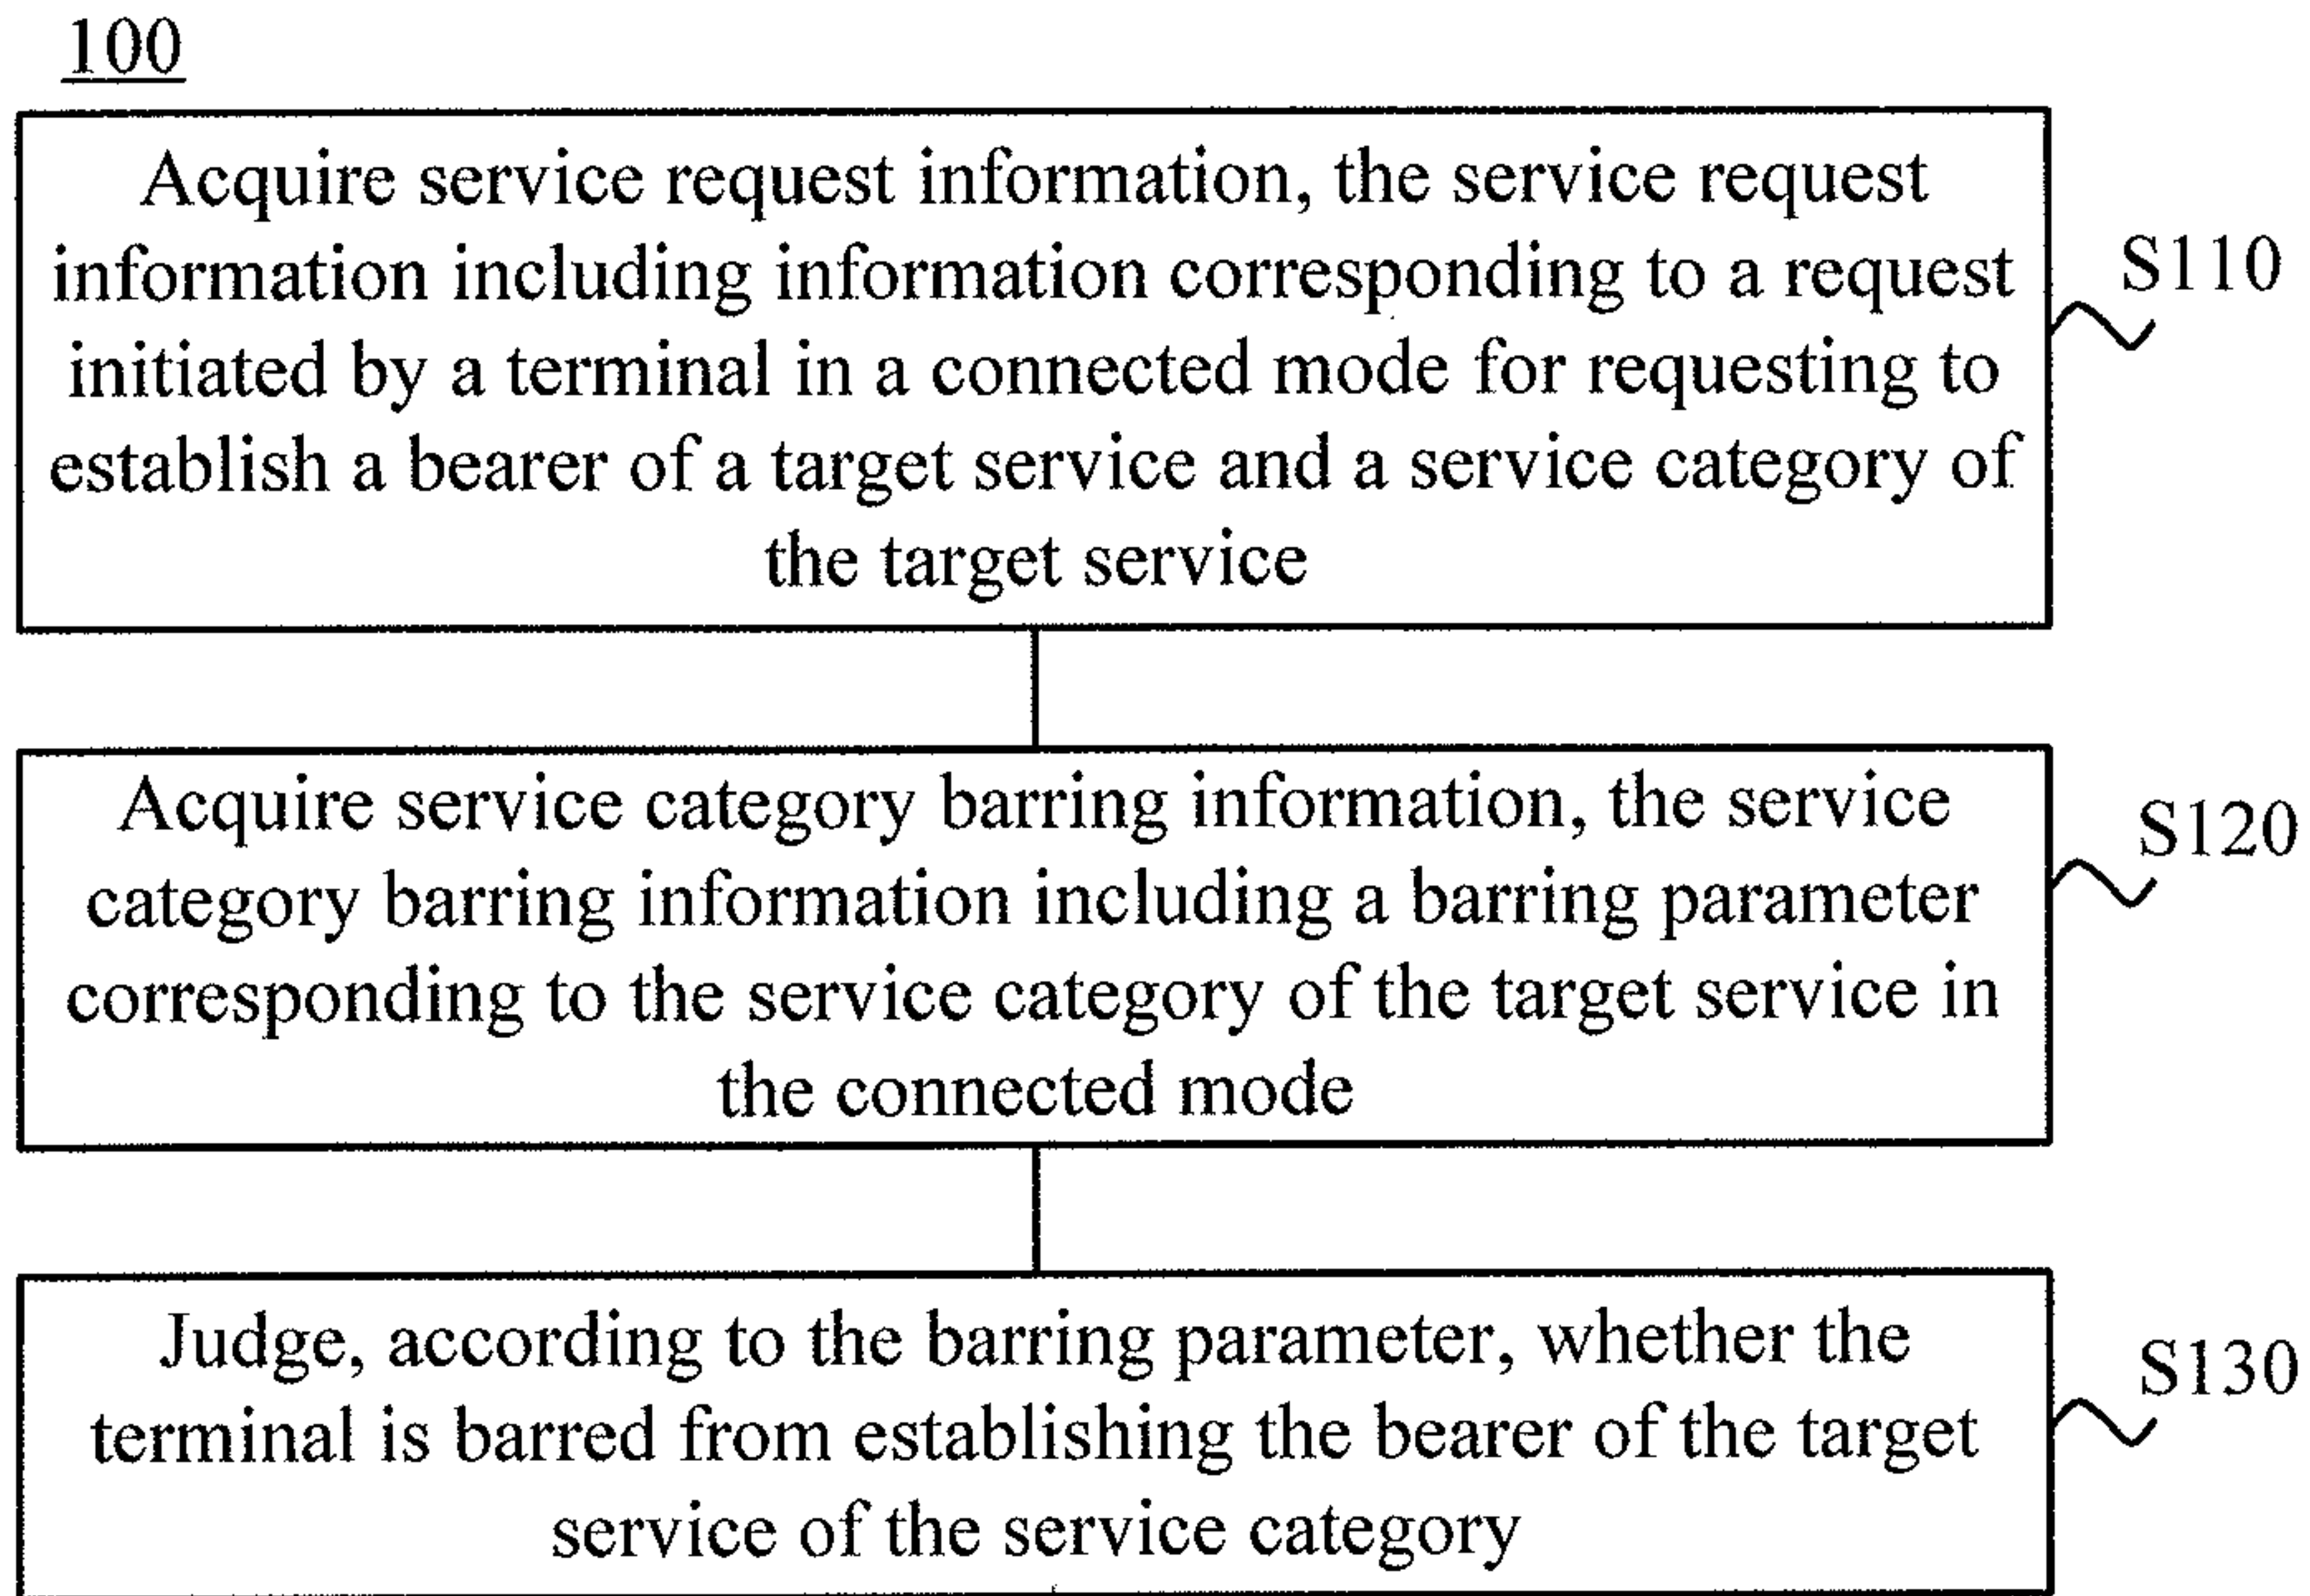 100
Acquire service request information, the service request
information including information corresponding to a request
initiated by a terminal in a connected mode for requesting to
establish a bearer of a target service and a service category of
the target service
S110
Acquire service category barring information, the service
category barring information including a barring parameter
corresponding to the service category of the target service in
the connected mode
S120
Judge, according to the barring parameter, whether the
terminal is barred from establishing the bearer of the target
service of the service category
S130